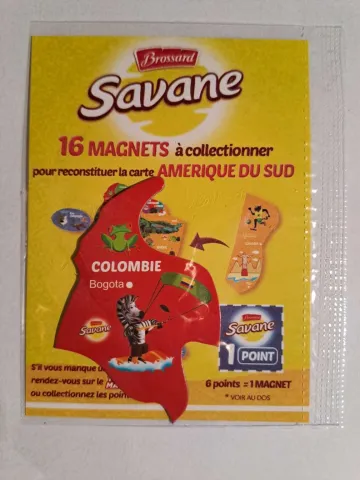 Brossard
Savane
16 MAGNETS à collectionner
pour reconstituer la carte AMERIQUE DU SUD
COLOMBIE
Bogota
Savane
Brossard
Savane
1 POINT
S'il vous manque
rendez-vous sur le
ou collectionnez les
6 points = 1 MAGNET
* VOIR AU DOS